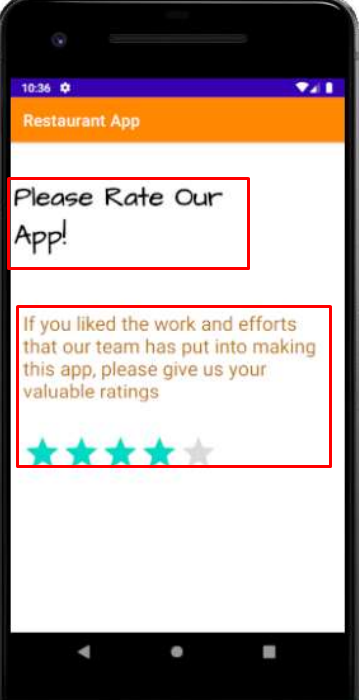 10:36
Restaurant App
Please Rate Our
App!
If you liked the work and efforts
that our team has put into making
this app, please give us your
valuable ratings